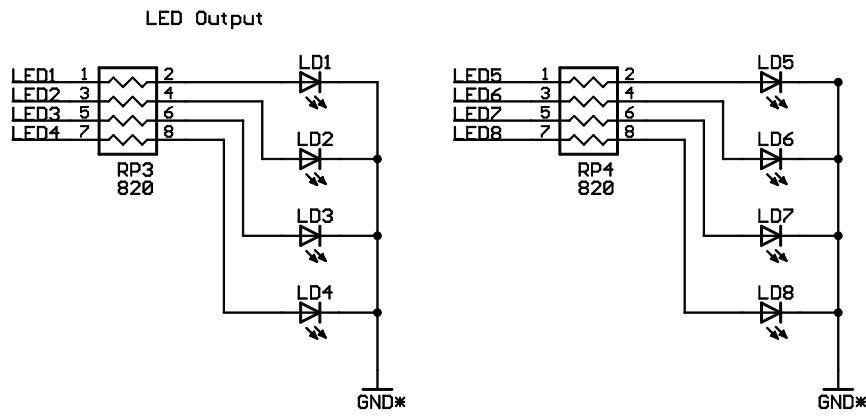 LED Output
LED1 1 2 LD1
LED2 3 4
LED3 5 6
LED4 7 8
LD2
RP3
820
LD3
LD4
GND*
LED5 1 2 LD5
LED6 3 4
LED7 5 6
LED8 7 8
LD6
RP4
820
LD7
LD8
GND*